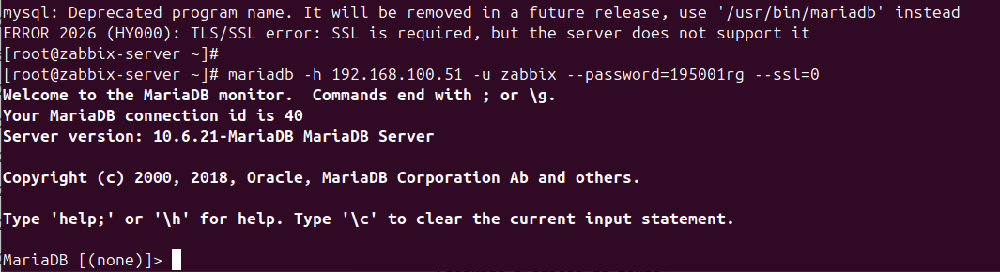 mysql: Deprecated program name. It will be removed in a future release, use '/usr/bin/mariadb' instead
ERROR 2026 (HY000): TLS/SSL error: SSL is required, but the server does not support it
[root@zabbix-server ~]#
[root@zabbix-server ~]# mariadb -h 192.168.100.51 -u zabbix --password=195001rg --ssl=0
Welcome to the MariaDB monitor.  Commands end with ; or \g.
Your MariaDB connection id is 40
Server version: 10.6.21-MariaDB MariaDB Server
Copyright (c) 2000, 2018, Oracle, MariaDB Corporation Ab and others.
Type 'help;' or '\h' for help. Type '\c' to clear the current input statement.
MariaDB [(none)]>